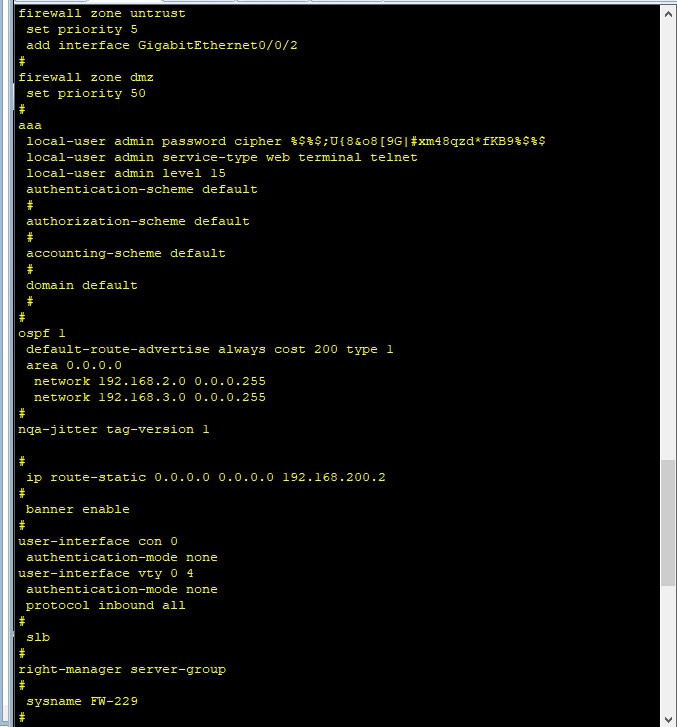 firewall zone untrust
set priority 5
add interface GigabitEthernet0/0/2
#
firewall zone dmz
set priority 50
#
aaa
local-user admin password cipher %$%$;U{8&o8[9G|#xm48qzd*fKB9%$%$
local-user admin service-type web terminal telnet
local-user admin level 15
authentication-scheme default
#
authorization-scheme default
#
accounting-scheme default
#
domain default
#
#
ospf 1
default-route-advertise always cost 200 type 1
area 0.0.0.0
network 192.168.2.0 0.0.0.255
network 192.168.3.0 0.0.0.255
#
nqa-jitter tag-version 1
#
ip route-static 0.0.0.0 0.0.0.0 192.168.200.2
#
banner enable
#
user-interface con 0
authentication-mode none
user-interface vty 0 4
authentication-mode none
protocol inbound all
#
slb
#
right-manager server-group
#
sysname FW-229
#